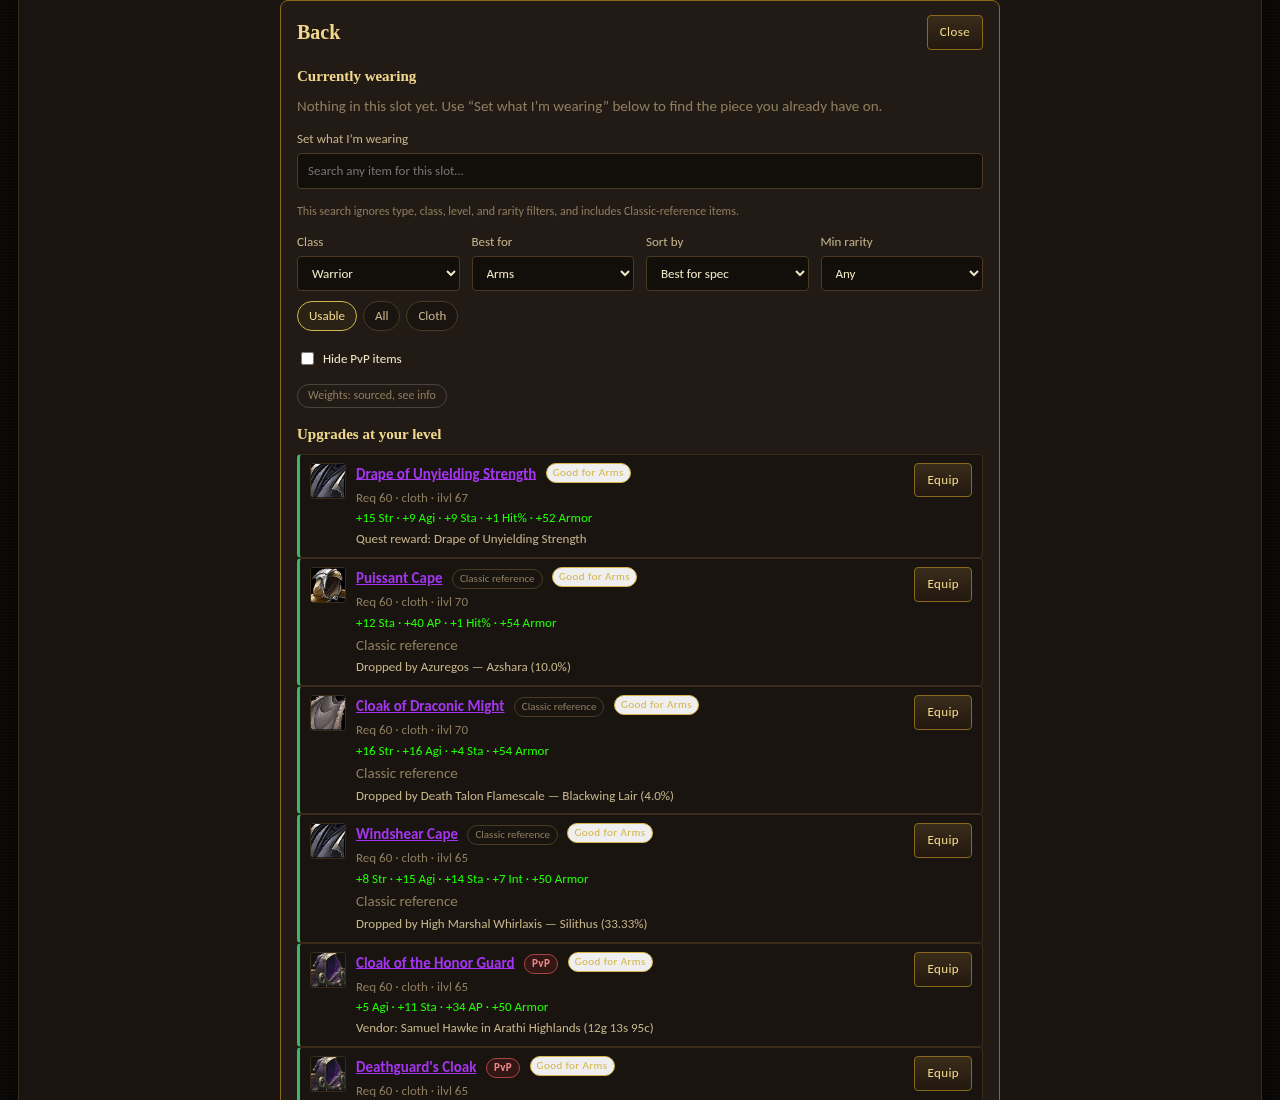 Back
Close
Currently wearing
Nothing in this slot yet. Use “Set what I’m wearing” below to find the piece you already have on.
Set what I’m wearing
Search any item for this slot…
This search ignores type, class, level, and rarity filters, and includes Classic-reference items.
Class Best for Sort by Min rarity
Warrior Arms Best for spec Any
Usable All Cloth
Hide PvP items
Weights: sourced, see info
Upgrades at your level
Drape of Unyielding Strength Good for Arms Equip
Req 60 · cloth · ilvl 67
+15 Str · +9 Agi · +9 Sta · +1 Hit% · +52 Armor
Quest reward: Drape of Unyielding Strength
Puissant Cape Classic reference Good for Arms Equip
Req 60 · cloth · ilvl 70
+12 Sta · +40 AP · +1 Hit% · +54 Armor
Classic reference
Dropped by Azuregos — Azshara (10.0%)
Cloak of Draconic Might Classic reference Good for Arms Equip
Req 60 · cloth · ilvl 70
+16 Str · +16 Agi · +4 Sta · +54 Armor
Classic reference
Dropped by Death Talon Flamescale — Blackwing Lair (4.0%)
Windshear Cape Classic reference Good for Arms Equip
Req 60 · cloth · ilvl 65
+8 Str · +15 Agi · +14 Sta · +7 Int · +50 Armor
Classic reference
Dropped by High Marshal Whirlaxis — Silithus (33.33%)
Cloak of the Honor Guard PvP Good for Arms Equip
Req 60 · cloth · ilvl 65
+5 Agi · +11 Sta · +34 AP · +50 Armor
Vendor: Samuel Hawke in Arathi Highlands (12g 13s 95c)
Deathguard's Cloak PvP Good for Arms Equip
Req 60 · cloth · ilvl 65